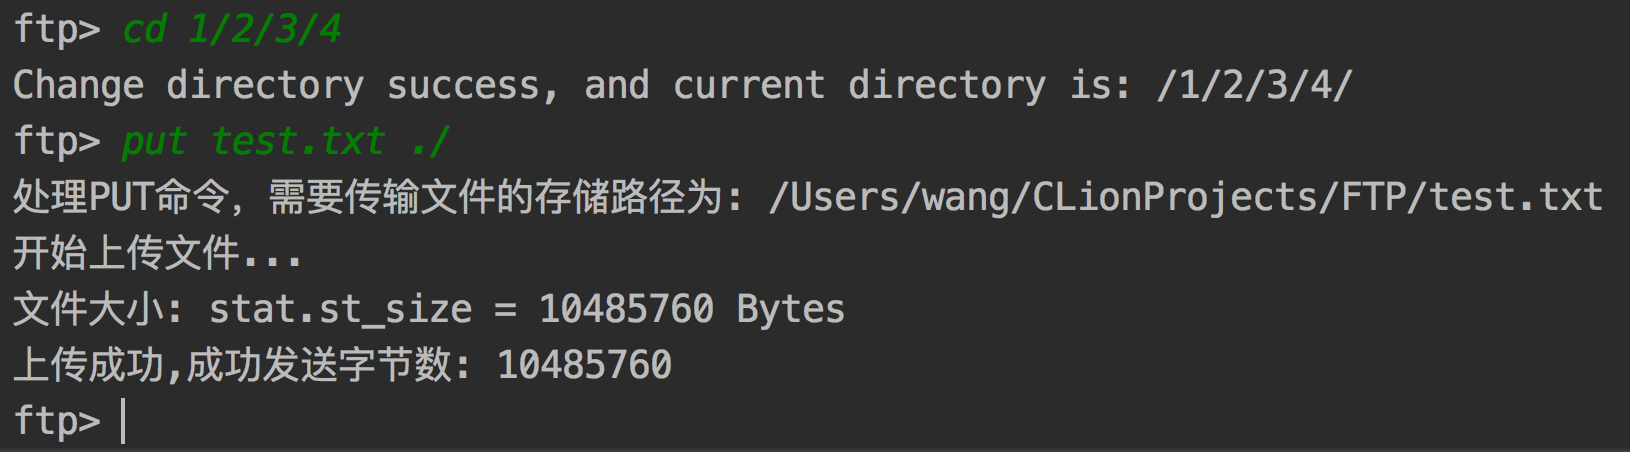 ftp> cd 1/2/3/4
Change directory success, and current directory is: /1/2/3/4/
ftp> put test.txt ./
处理PUT命令，需要传输文件的存储路径为: /Users/wang/CLionProjects/FTP/test.txt
开始上传文件...
文件大小: stat.st_size = 10485760 Bytes
上传成功,成功发送字节数: 10485760
ftp>